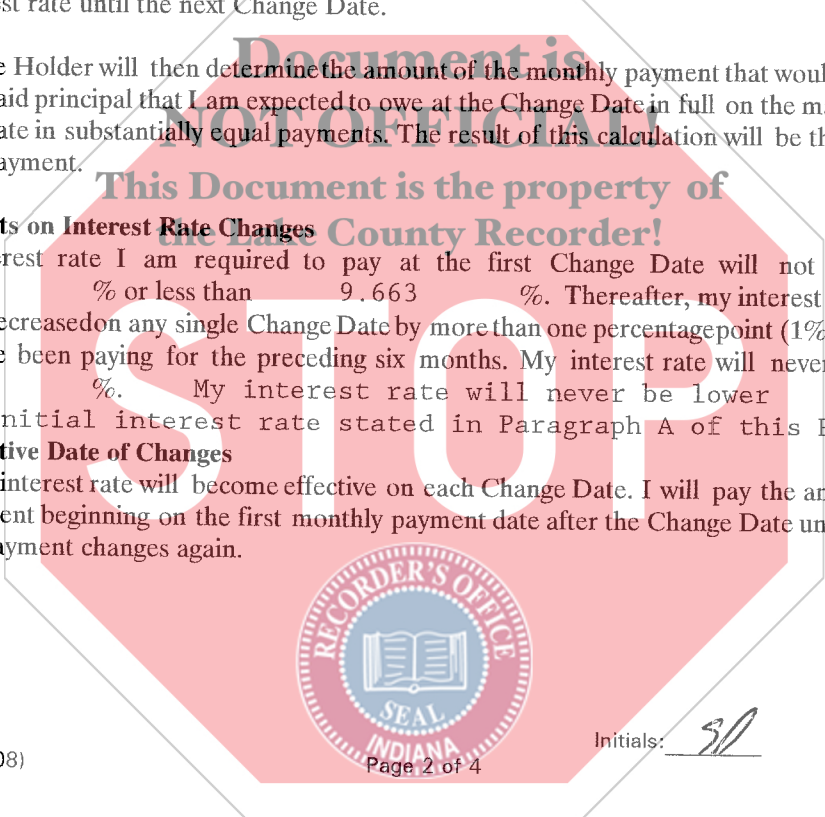 st rate until the next Change Date.
Document is
e Holder will then determine the amount of the monthly payment that woul
aid principal that I am expected to owe at the Change Date in full on the m
NOT OFFICIAL!
ate in substantially equal payments. The result of this calculation will be th
ayment.
This Document is the property of
ts on Interest Rate Changes
the Lake County Recorder!
rest rate I am required to pay at the first Change Date will not
% or less than 9.663 %. Thereafter, my interest
ecreased on any single Change Date by more than one percentage point (1%
e been paying for the preceding six months. My interest rate will never
%. My interest rate will never be lower
nitial interest rate stated in Paragraph A of this
tive Date of Changes
interest rate will become effective on each Change Date. I will pay the am
ent beginning on the first monthly payment date after the Change Date un
ayment changes again.
STOP
RECORDER'S OFFICE
SEAL
INDIANA
Initials:
08)
Page 2 of 4